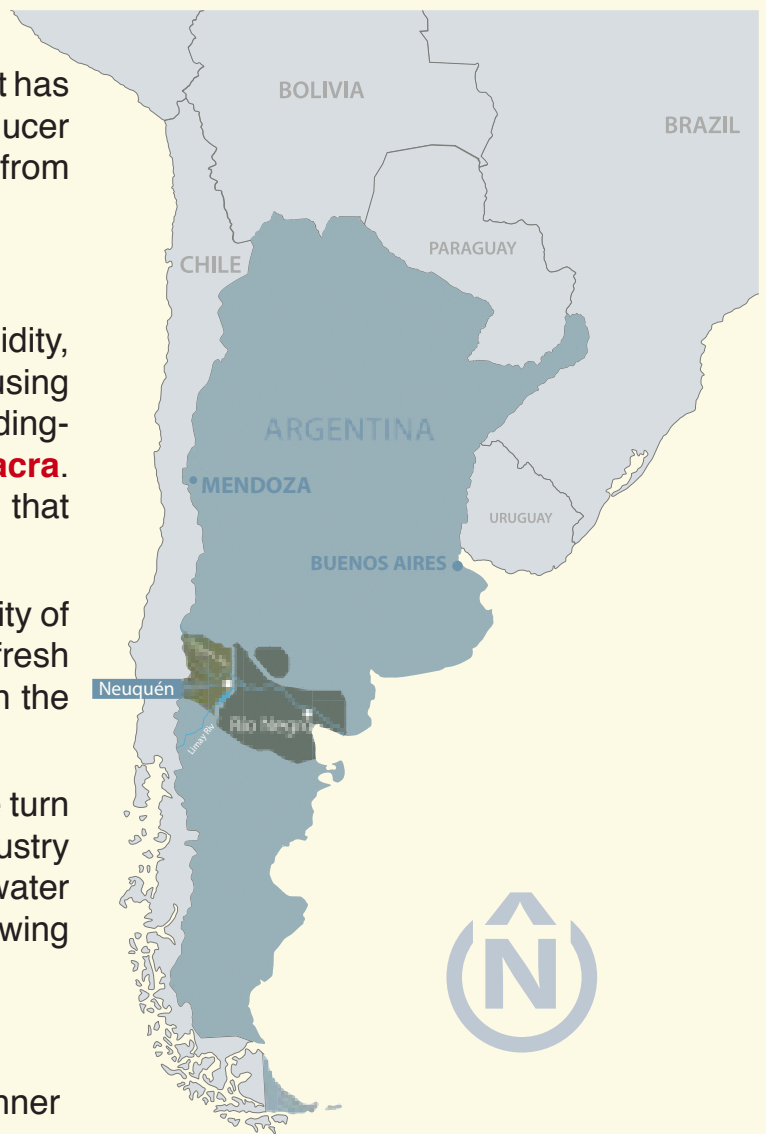 t has
ucer
from
idity,
using
ding-
acra.
that
ity of
fresh
n the
turn
ustry
water
wing
nner
BOLIVIA
BRAZIL
PARAGUAY
CHILE
ARGENTINA
MENDOZA
URUGUAY
BUENOS AIRES
Neuquén
Río Negro
Limay Riv
N